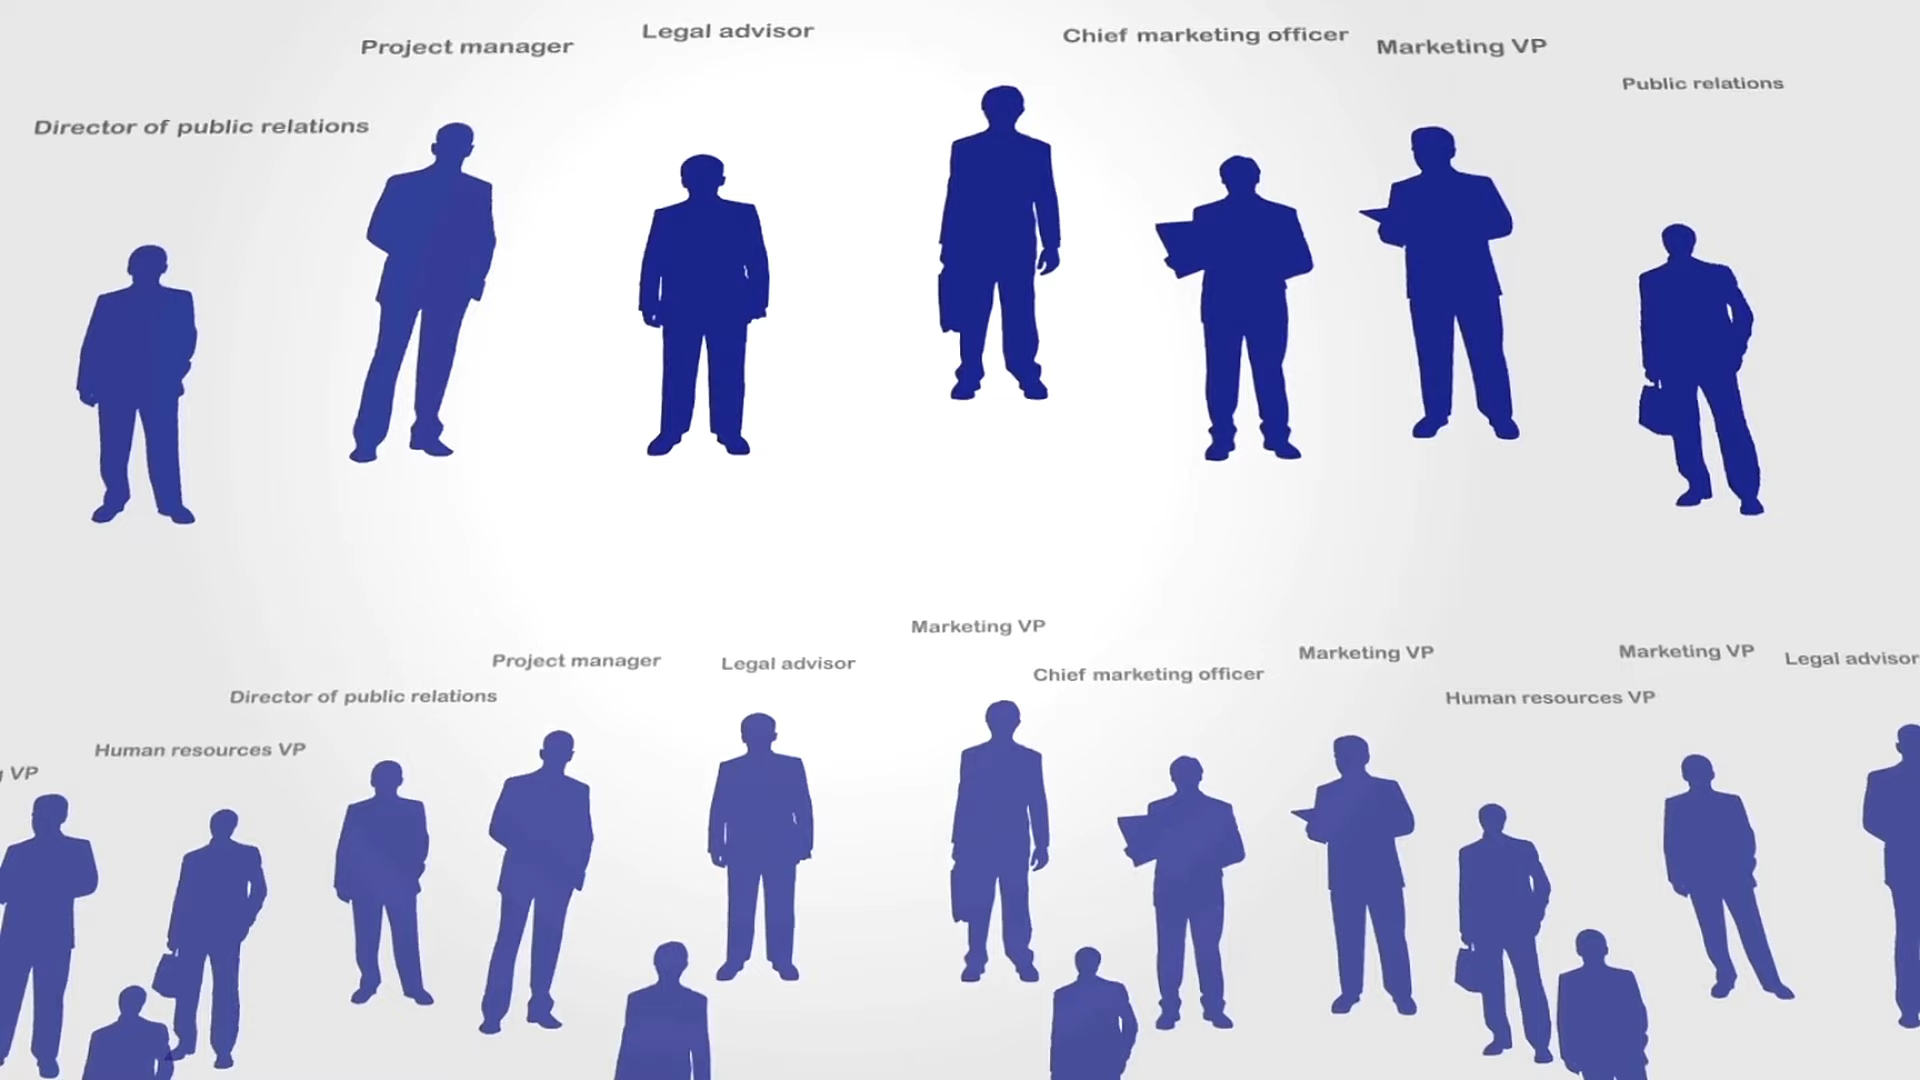 Director of public relations
Project manager
Legal advisor
Chief marketing officer
Marketing VP
Public relations
VP
Human resources VP
Director of public relations
Project manager
Legal advisor
Marketing VP
Chief marketing officer
Marketing VP
Human resources VP
Marketing VP
Legal advisor